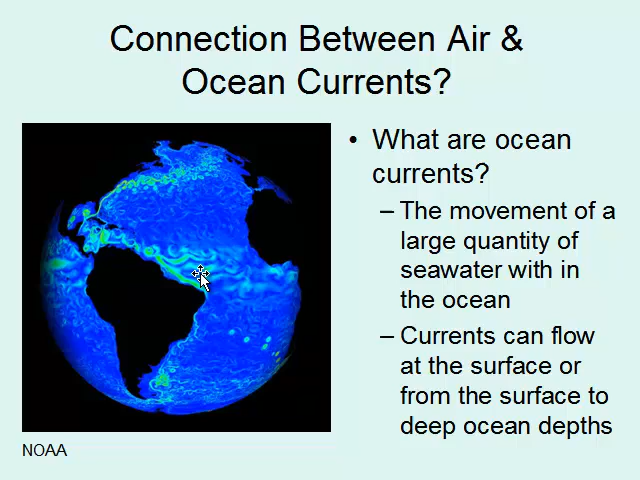 Connection Between Air &
Ocean Currents?
• What are ocean
currents?
– The movement of a
large quantity of
seawater with in
the ocean
– Currents can flow
at the surface or
from the surface to
deep ocean depths
NOAA